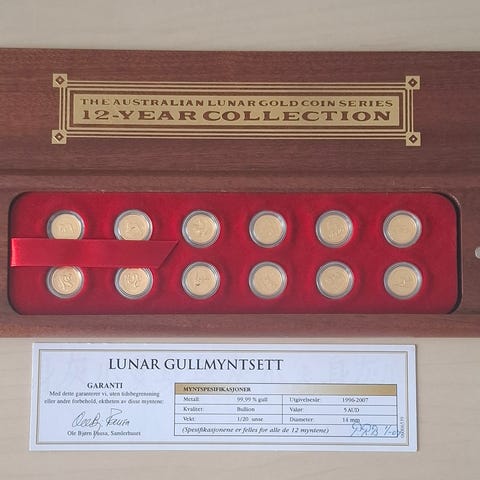 THE AUSTRALIAN LUNAR GOLD COIN SERIES
12-YEAR COLLECTION
LUNAR GULLMYNTSETT
GARANTI
Med dette garanterer vi, uten tidsbegrensning
eller andre forbehold, ektheten av disse myntene:
Ole Bjørn Fausa, Samlerhuset
MYNTSPESIFIKASJONER
Metall: 99,99 % gull Utgivelsesår: 1996-2007
Kvalitet: Bullion Valør: 5 AUD
Vekt: 1/20 unse Diameter: 14 mm
(Spesifikasjonene er felles for alle de 12 myntene)